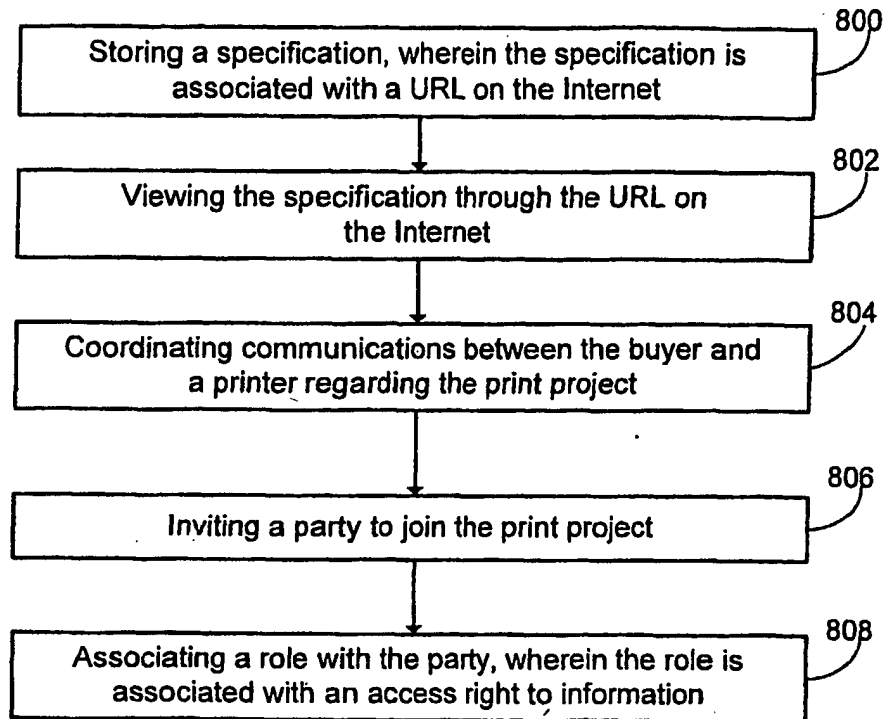 800
Storing a specification, wherein the specification is
associated with a URL on the Internet
802
Viewing the specification through the URL on
the Internet
804
Coordinating communications between the buyer and
a printer regarding the print project
806
Inviting a party to join the print project
808
Associating a role with the party, wherein the role is
associated with an access right to information